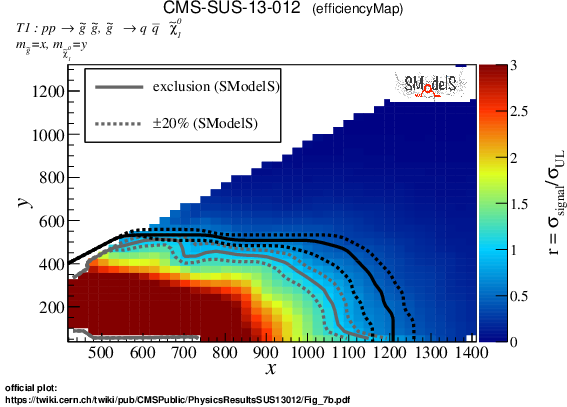 CMS-SUS-13-012 (efficiencyMap)
T1 : pp → g̃ g̃, g̃ → q q̄ χ̃₁⁰
m_g̃=x, m_χ̃₁⁰=y
exclusion (SModelS)
±20% (SModelS)
SModelS
y
1200
1000
800
600
400
200
500 600 700 800 900 1000 1100 1200 1300 1400
x
3
2.5
2
1.5
1
0.5
0
r = σ_signal/σ_UL
official plot:
https://twiki.cern.ch/twiki/pub/CMSPublic/PhysicsResultsSUS13012/Fig_7b.pdf